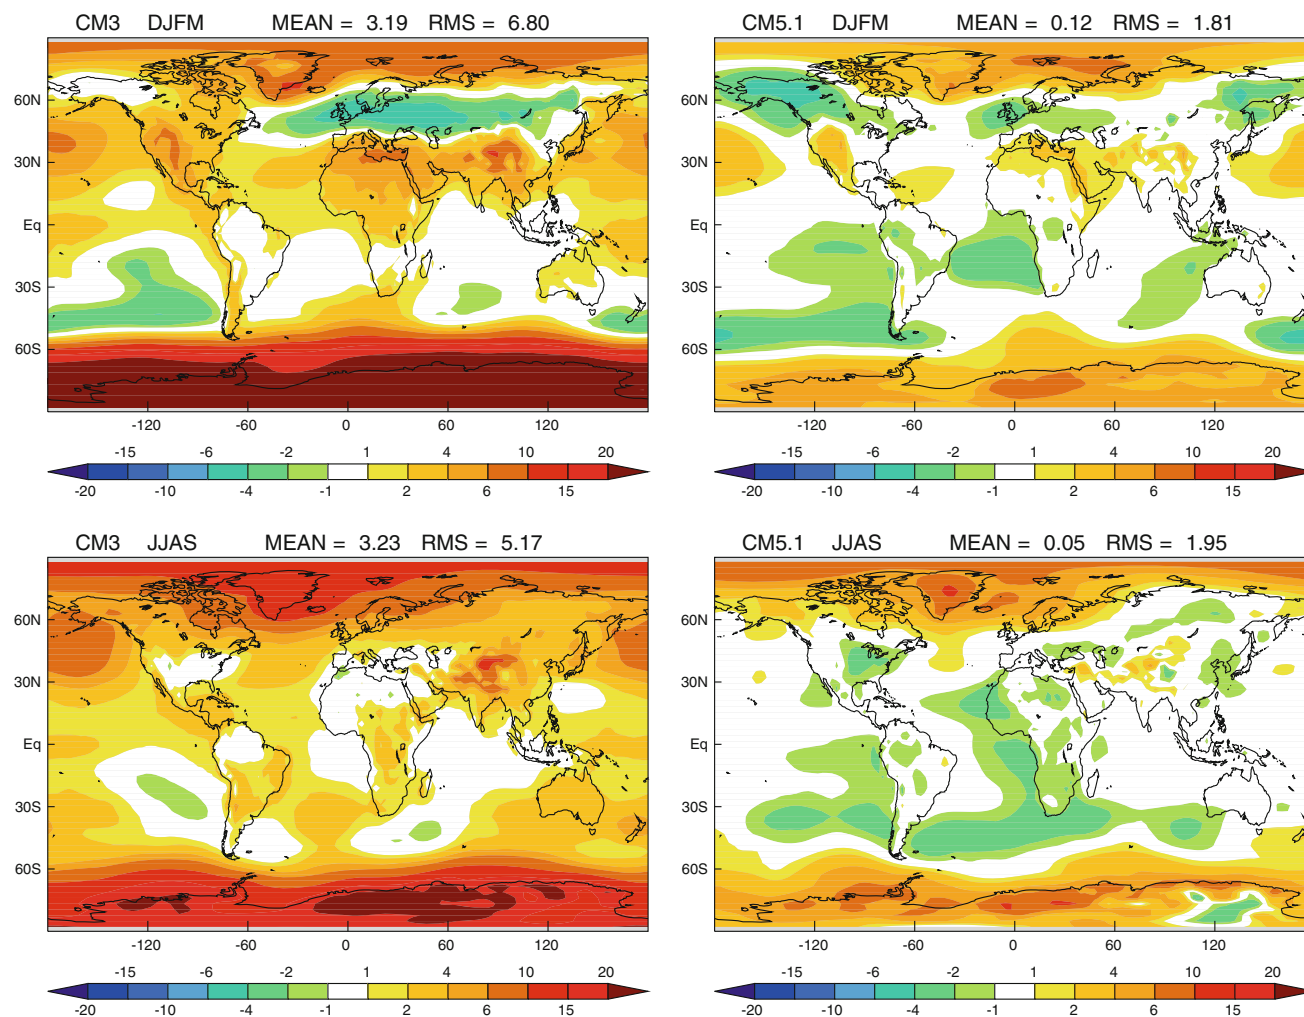 CM3 DJFM MEAN = 3.19 RMS = 6.80
60N
30N
Eq
30S
60S
-120 -60 0 60 120
-15 -6 -2 1 4 10 20
-20 -10 -4 -1 2 6 15
CM5.1 DJFM MEAN = 0.12 RMS = 1.81
60N
30N
Eq
30S
60S
-120 -60 0 60 120
-15 -6 -2 1 4 10 20
-20 -10 -4 -1 2 6 15
CM3 JJAS MEAN = 3.23 RMS = 5.17
60N
30N
Eq
30S
60S
-120 -60 0 60 120
-15 -6 -2 1 4 10 20
-20 -10 -4 -1 2 6 15
CM5.1 JJAS MEAN = 0.05 RMS = 1.95
60N
30N
Eq
30S
60S
-120 -60 0 60 120
-15 -6 -2 1 4 10 20
-20 -10 -4 -1 2 6 15